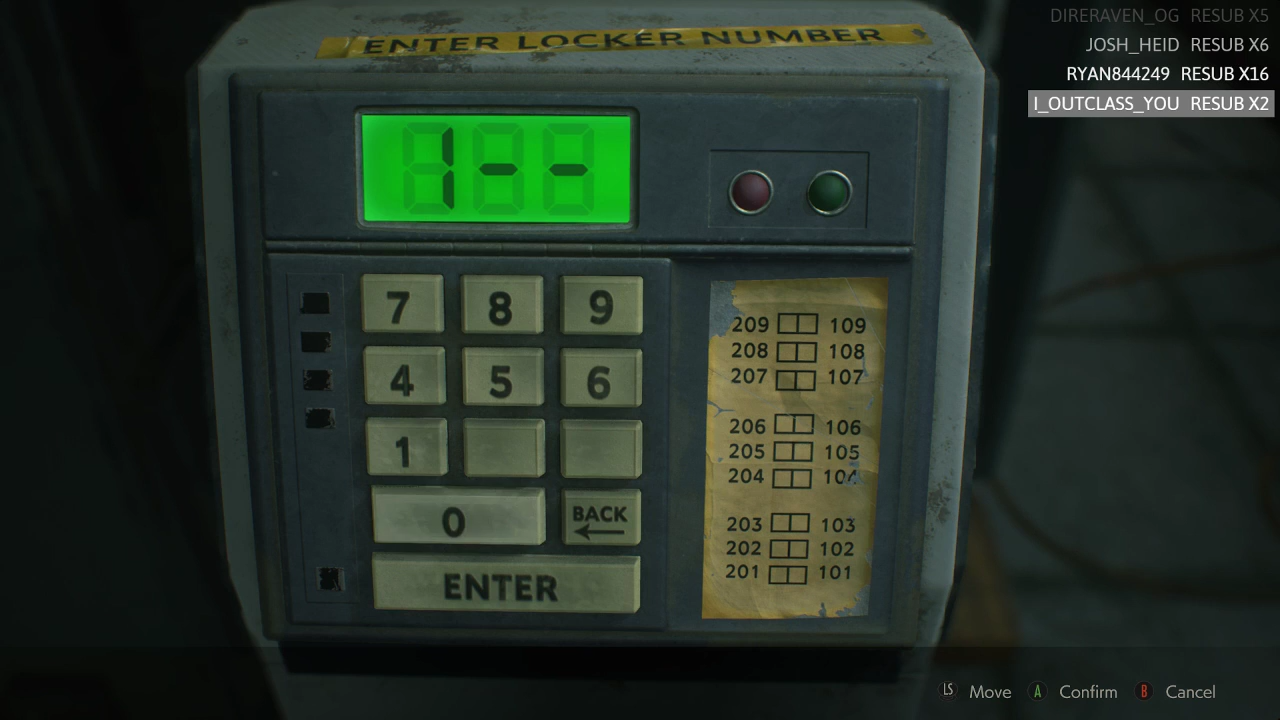 DIRERAVEN_OG RESUB X5
JOSH_HEID RESUB X6
RYAN844249 RESUB X16
I_OUTCLASS_YOU RESUB X2
ENTER LOCKER NUMBER
1--
7 8 9
4 5 6
1
0 BACK
ENTER
209 109
208 108
207 107
206 106
205 105
204 104
203 103
202 102
201 101
LS Move A Confirm B Cancel